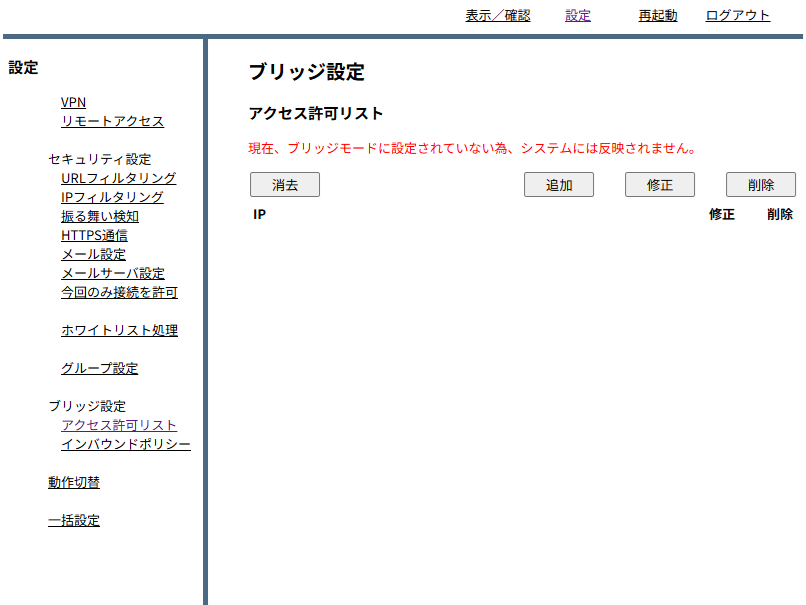 表示／確認 設定 再起動 ログアウト
設定
VPN
リモートアクセス
セキュリティ設定
URLフィルタリング
IPフィルタリング
振る舞い検知
HTTPS通信
メール設定
メールサーバ設定
今回のみ接続を許可
ホワイトリスト処理
グループ設定
ブリッジ設定
アクセス許可リスト
インバウンドポリシー
動作切替
一括設定
ブリッジ設定
アクセス許可リスト
現在、ブリッジモードに設定されていない為、システムには反映されません。
消去 追加 修正 削除
IP 修正 削除